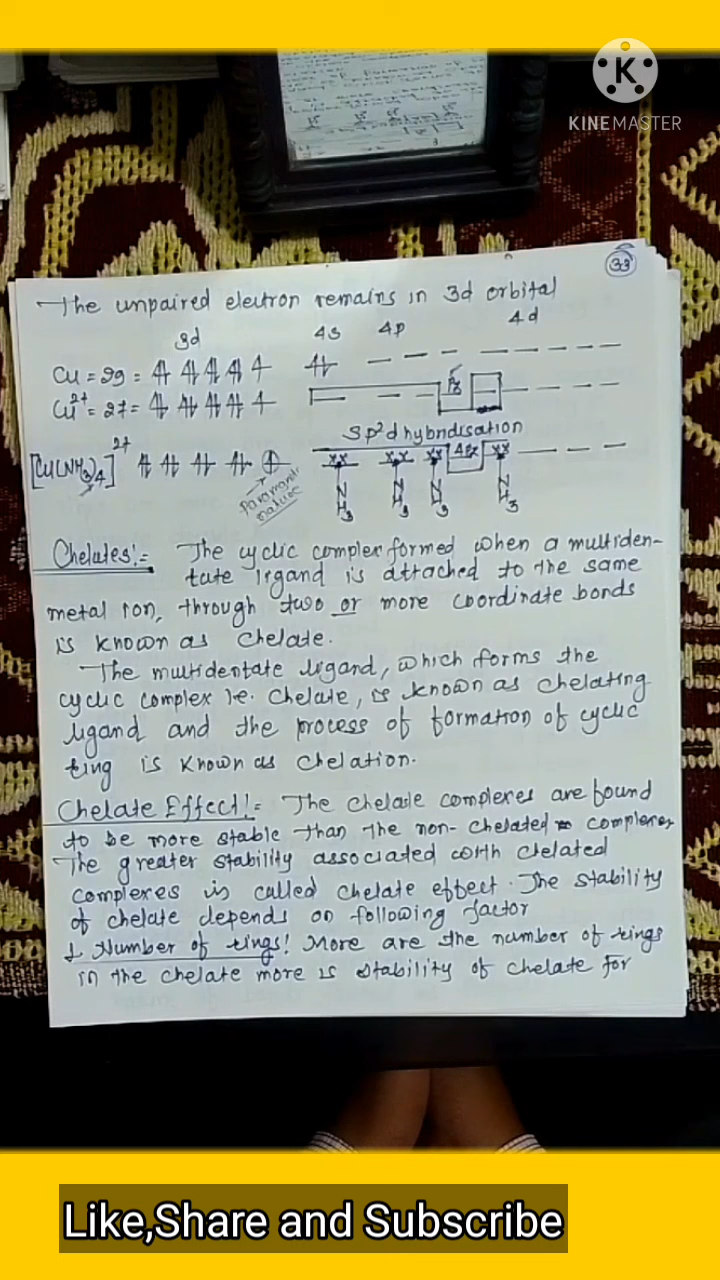 KINEMASTER
33
The unpaired electron remains in 3d orbital
3d 4s 4p 4d
Cu = 29 =
Cu2+ = 27 =
Sp2d hybridisation
[Cu(NH3)4]2+
NH3 NH3 NH3 NH3
Chelates:= The cyclic complex formed when a multiden-
tate ligand is attached to the same
metal ion, through two or more coordinate bonds
is known as chelate.
The multidentate ligand, which forms the
cyclic complex i.e. chelate, is known as chelating
ligand and the process of formation of cyclic
ring is known as chelation.
Chelate Effect:= The chelate complexes are found
to be more stable than the non-chelated complexes
The greater stability associated with chelated
complexes is called chelate effect. The stability
of chelate depends on following factor
1 Number of rings: More are the number of rings
in the chelate more is stability of chelate for
Like,Share and Subscribe